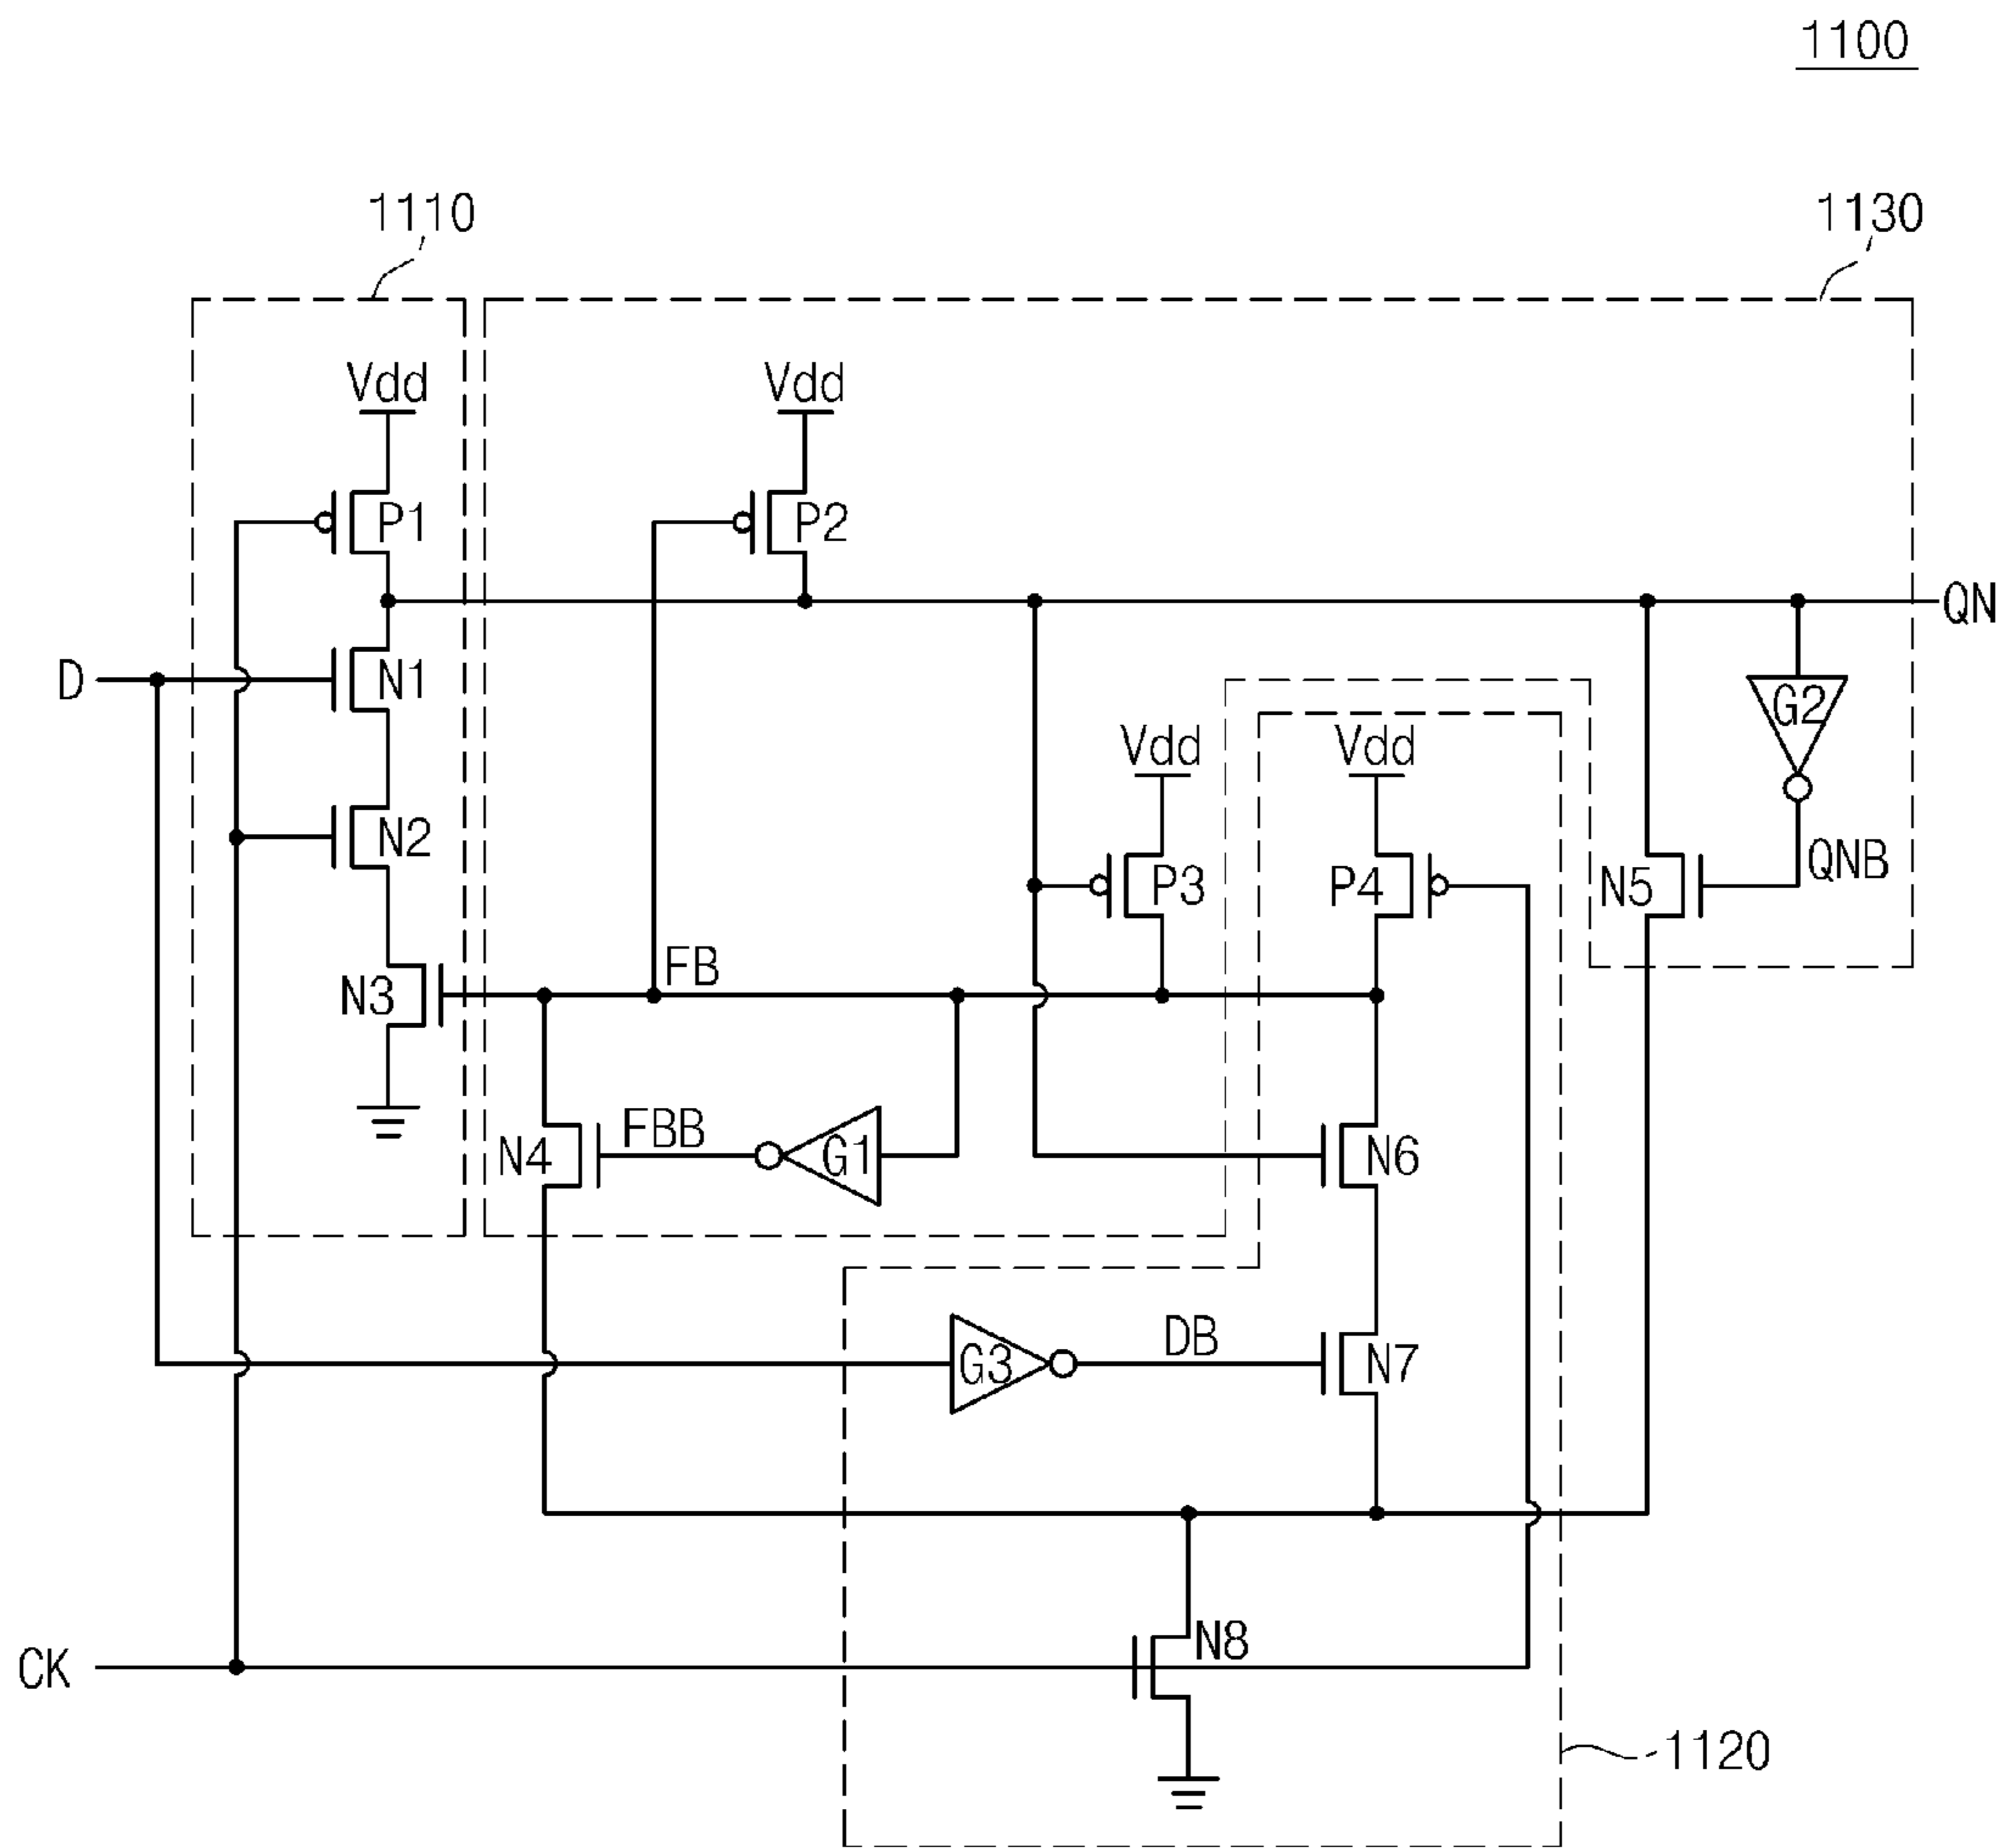 1100
1110
1130
Vdd
Vdd
P1
P2
QN
D
N1
G2
Vdd
Vdd
N2
P3
P4
N5
QNB
FB
N3
N4
FBB
G1
N6
DB
G3
N7
N8
CK
1120